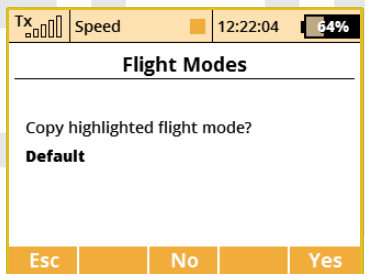 Tx Speed 12:22:04 64%
Flight Modes
Copy highlighted flight mode?
Default
Esc No Yes